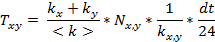 T_{xy} = \frac{k_x + k_y}{<k>} * N_{x,y} * \frac{1}{k_{x,y}} * \frac{dt}{24}